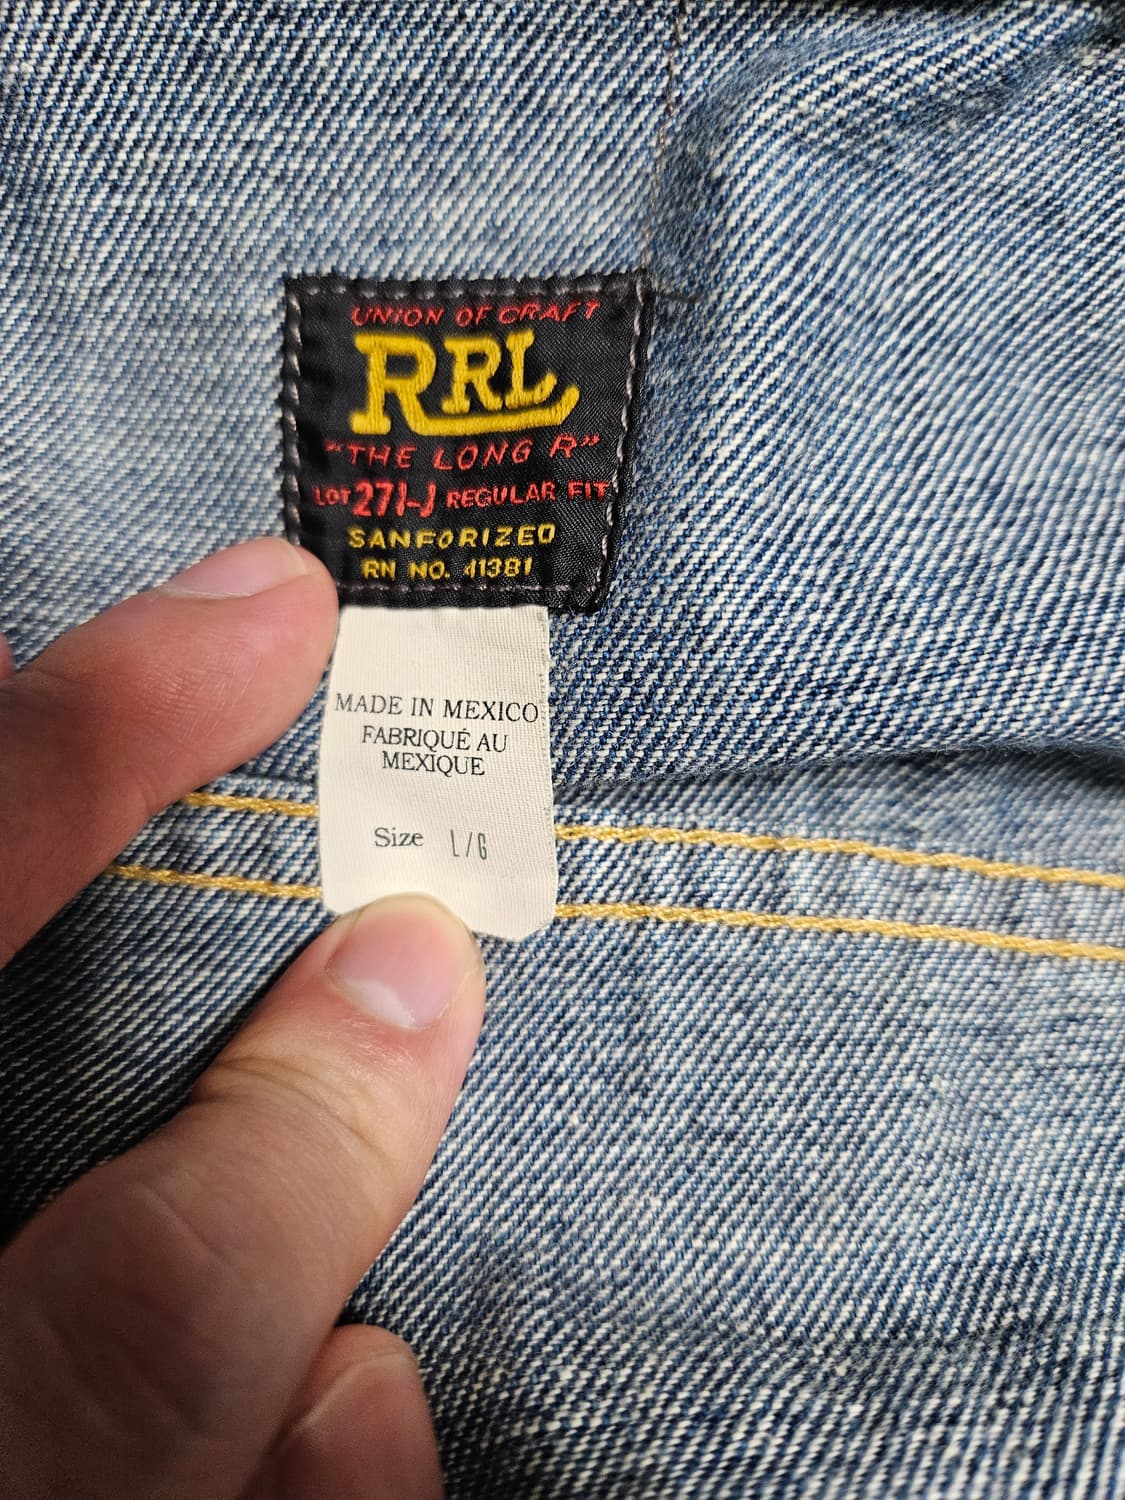 UNION OF CRAFT
RRL
"THE LONG R"
LOT 271-J REGULAR FIT
SANFORIZED
RN NO. 41381
MADE IN MEXICO
FABRIQUÉ AU
MEXIQUE
Size L/G